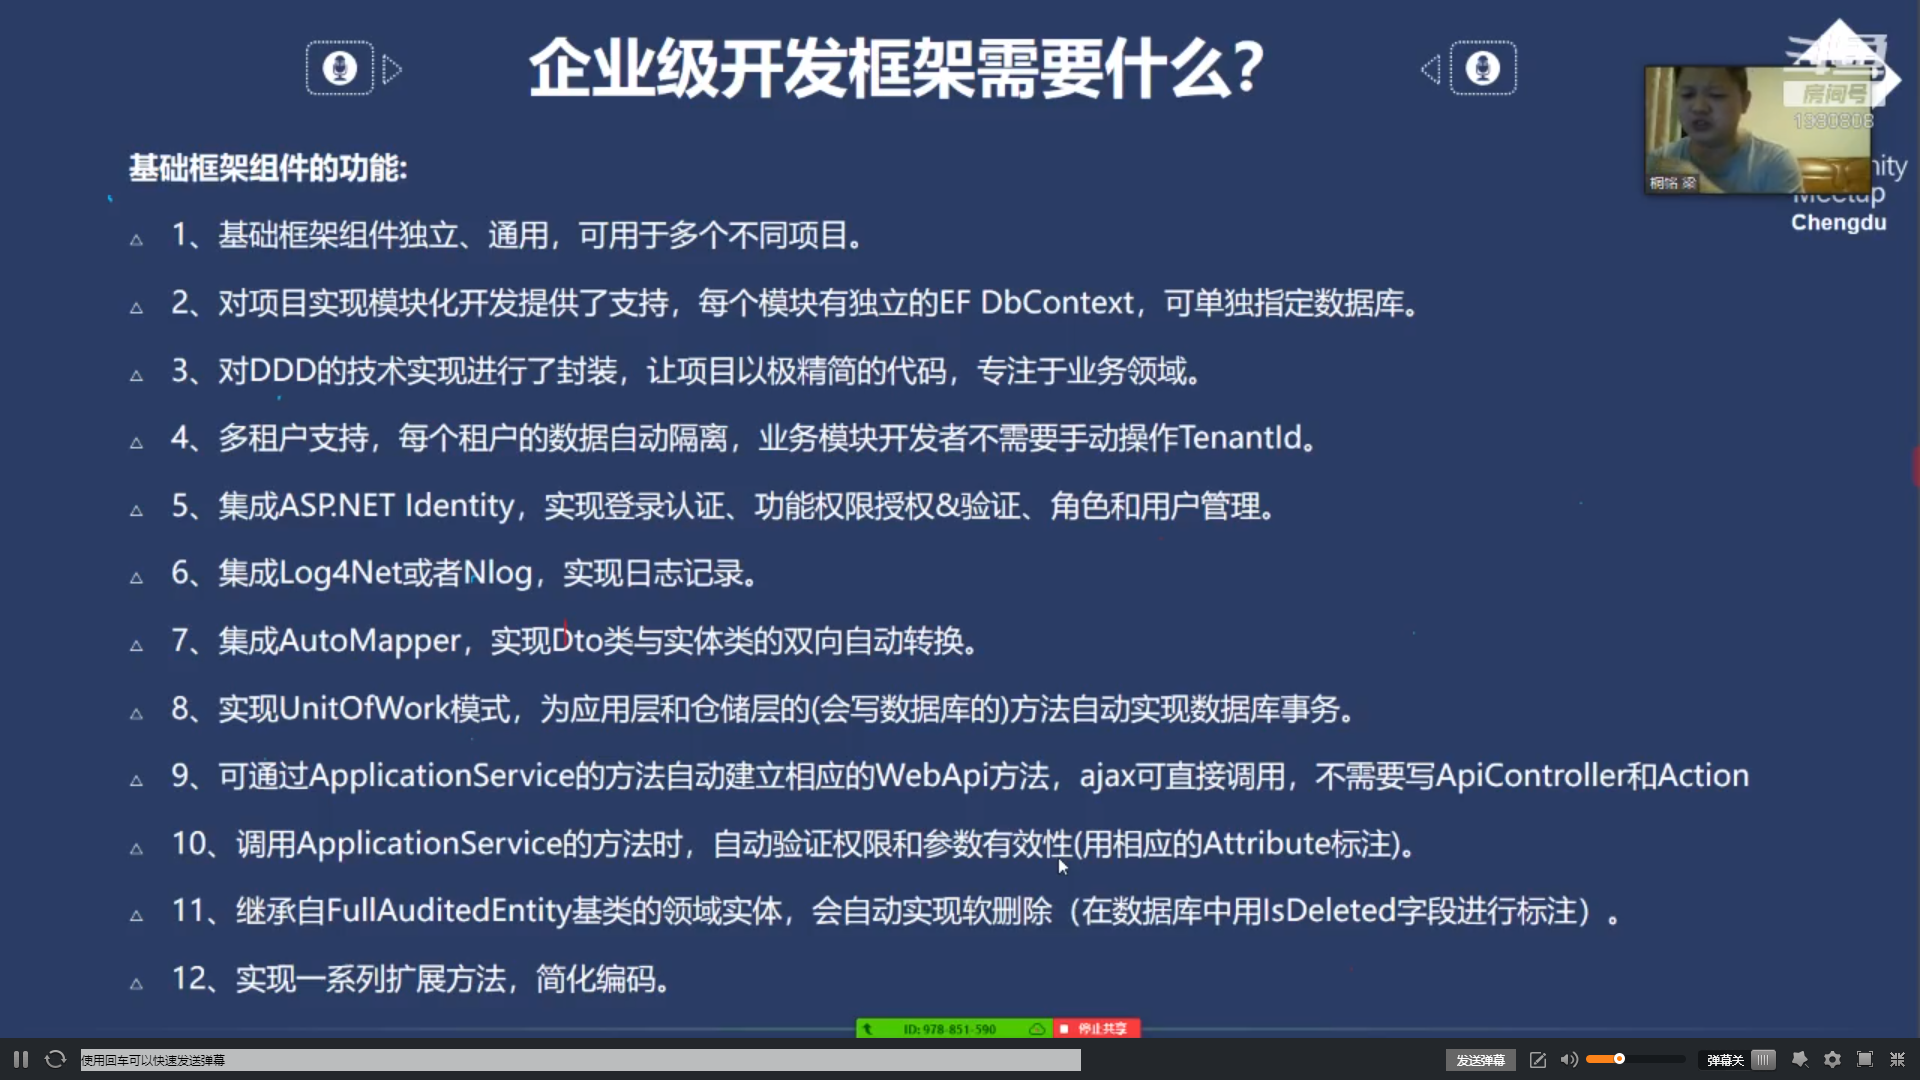 企业级开发框架需要什么?
房间号
1530808
桐铭 梁
Meetup
Chengdu
基础框架组件的功能:
1、基础框架组件独立、通用，可用于多个不同项目。
2、对项目实现模块化开发提供了支持，每个模块有独立的EF DbContext，可单独指定数据库。
3、对DDD的技术实现进行了封装，让项目以极精简的代码，专注于业务领域。
4、多租户支持，每个租户的数据自动隔离，业务模块开发者不需要手动操作TenantId。
5、集成ASP.NET Identity，实现登录认证、功能权限授权&验证、角色和用户管理。
6、集成Log4Net或者Nlog，实现日志记录。
7、集成AutoMapper，实现Dto类与实体类的双向自动转换。
8、实现UnitOfWork模式，为应用层和仓储层的(会写数据库的)方法自动实现数据库事务。
9、可通过ApplicationService的方法自动建立相应的WebApi方法，ajax可直接调用，不需要写ApiController和Action
10、调用ApplicationService的方法时，自动验证权限和参数有效性(用相应的Attribute标注)。
11、继承自FullAuditedEntity基类的领域实体，会自动实现软删除（在数据库中用IsDeleted字段进行标注）。
12、实现一系列扩展方法，简化编码。
ID: 978-851-590 停止共享
使用回车可以快速发送弹幕
发送弹幕
弹幕关